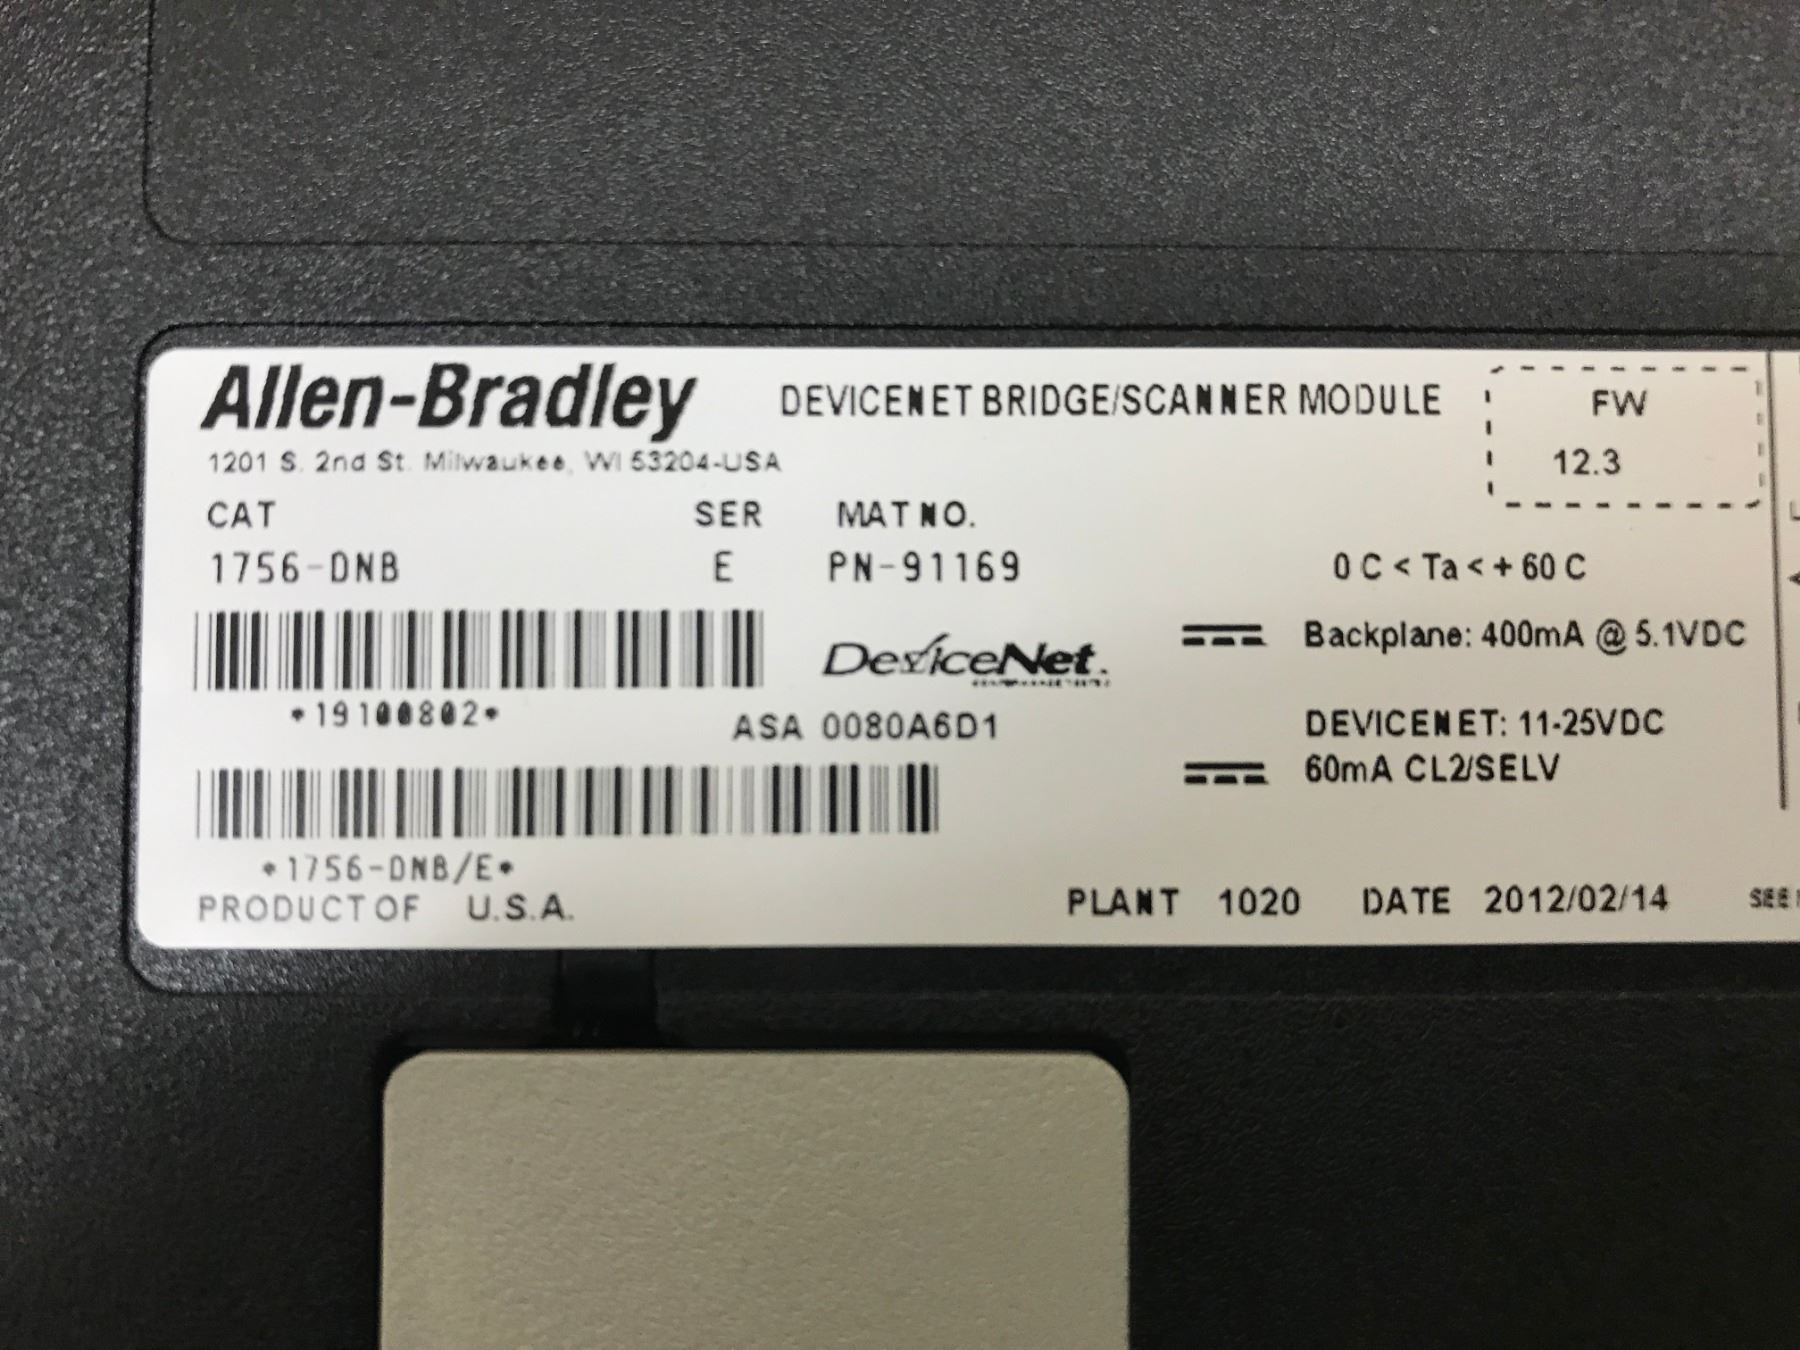 Allen-Bradley DEVICENET BRIDGE/SCANNER MODULE FW
1201 S. 2nd St. Milwaukee, WI 53204-USA 12.3
CAT SER MAT NO.
1756-DNB E PN-91169 0 C < Ta < + 60 C
Backplane: 400mA @ 5.1VDC
DeviceNet.
*19100802* ASA 0080A6D1 DEVICENET: 11-25VDC
60mA CL2/SELV
*1756-DNB/E*
PRODUCT OF U.S.A. PLANT 1020 DATE 2012/02/14 SEE